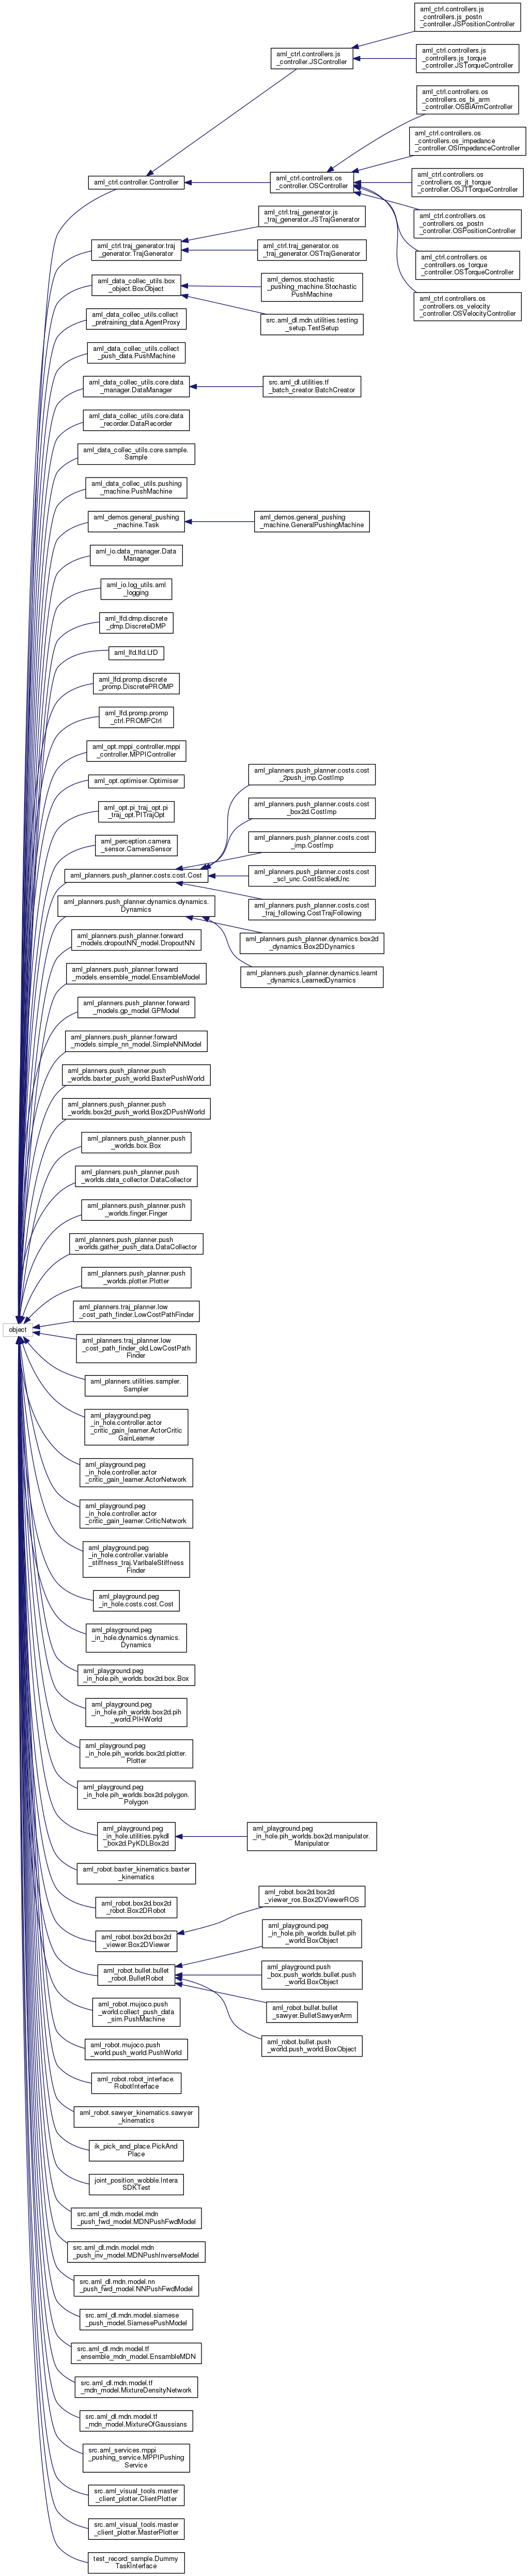 aml_ctrl.controllers.js
_controllers.js_postn
_controller.JSPositionController
aml_ctrl.controllers.js
_controller.JSController
aml_ctrl.controllers.js
_controllers.js_torque
_controller.JSTorqueController
aml_ctrl.controllers.os
_controllers.os_bi_arm
_controller.OSBiArmController
aml_ctrl.controllers.os
_controllers.os_impedance
_controller.OSImpedanceController
aml_ctrl.controller.Controller
aml_ctrl.controllers.os
_controller.OSController
aml_ctrl.controllers.os
_controllers.os_jt_torque
_controller.OSJTTorqueController
aml_ctrl.controllers.os
_controllers.os_postn
_controller.OSPositionController
aml_ctrl.controllers.os
_controllers.os_torque
_controller.OSTorqueController
aml_ctrl.controllers.os
_controllers.os_velocity
_controller.OSVelocityController
aml_ctrl.traj_generator.js
_traj_generator.JSTrajGenerator
aml_ctrl.traj_generator.traj
_generator.TrajGenerator
aml_ctrl.traj_generator.os
_traj_generator.OSTrajGenerator
aml_data_collec_utils.box
_object.BoxObject
aml_demos.stochastic
_pushing_machine.Stochastic
PushMachine
src.aml_dl.mdn.utilities.testing
_setup.TestSetup
aml_data_collec_utils.collect
_pretraining_data.AgentProxy
aml_data_collec_utils.collect
_push_data.PushMachine
aml_data_collec_utils.core.data
_manager.DataManager
src.aml_dl.utilities.tf
_batch_creator.BatchCreator
aml_data_collec_utils.core.data
_recorder.DataRecorder
aml_data_collec_utils.core.sample.
Sample
aml_data_collec_utils.pushing
_machine.PushMachine
aml_demos.general_pushing
_machine.Task
aml_demos.general_pushing
_machine.GeneralPushingMachine
aml_io.data_manager.Data
Manager
aml_io.log_utils.aml
_logging
aml_lfd.dmp.discrete
_dmp.DiscreteDMP
aml_lfd.lfd.LfD
aml_lfd.promp.discrete
_promp.DiscretePROMP
aml_lfd.promp.promp
_ctrl.PROMPCtrl
aml_opt.mppi_controller.mppi
_controller.MPPIController
aml_opt.optimiser.Optimiser
aml_opt.pi_traj_opt.pi
_traj_opt.PITrajOpt
aml_perception.camera
_sensor.CameraSensor
aml_planners.push_planner.costs.cost.Cost
aml_planners.push_planner.costs.cost
_2push_imp.CostImp
aml_planners.push_planner.costs.cost
_box2d.CostImp
aml_planners.push_planner.costs.cost
_imp.CostImp
aml_planners.push_planner.costs.cost
_scl_unc.CostScaledUnc
aml_planners.push_planner.costs.cost
_traj_following.CostTrajFollowing
aml_planners.push_planner.dynamics.dynamics.
Dynamics
aml_planners.push_planner.dynamics.box2d
_dynamics.Box2DDynamics
aml_planners.push_planner.dynamics.learnt
_dynamics.LearnedDynamics
aml_planners.push_planner.forward
_models.dropoutNN_model.DropoutNN
aml_planners.push_planner.forward
_models.ensemble_model.EnsambleModel
aml_planners.push_planner.forward
_models.gp_model.GPModel
aml_planners.push_planner.forward
_models.simple_nn_model.SimpleNNModel
aml_planners.push_planner.push
_worlds.baxter_push_world.BaxterPushWorld
aml_planners.push_planner.push
_worlds.box2d_push_world.Box2DPushWorld
aml_planners.push_planner.push
_worlds.box.Box
aml_planners.push_planner.push
_worlds.data_collector.DataCollector
aml_planners.push_planner.push
_worlds.finger.Finger
aml_planners.push_planner.push
_worlds.gather_push_data.DataCollector
aml_planners.push_planner.push
_worlds.plotter.Plotter
aml_planners.traj_planner.low
_cost_path_finder.LowCostPathFinder
object
aml_planners.traj_planner.low
_cost_path_finder_old.LowCostPath
Finder
aml_planners.utilities.sampler.
Sampler
aml_playground.peg
_in_hole.controller.actor
_critic_gain_learner.ActorCritic
GainLearner
aml_playground.peg
_in_hole.controller.actor
_critic_gain_learner.ActorNetwork
aml_playground.peg
_in_hole.controller.actor
_critic_gain_learner.CriticNetwork
aml_playground.peg
_in_hole.controller.variable
_stiffness_traj.VaribaleStiffness
Finder
aml_playground.peg
_in_hole.costs.cost.Cost
aml_playground.peg
_in_hole.dynamics.dynamics.
Dynamics
aml_playground.peg
_in_hole.pih_worlds.box2d.box.Box
aml_playground.peg
_in_hole.pih_worlds.box2d.pih
_world.PIHWorld
aml_playground.peg
_in_hole.pih_worlds.box2d.plotter.
Plotter
aml_playground.peg
_in_hole.pih_worlds.box2d.polygon.
Polygon
aml_playground.peg
_in_hole.utilities.pykdl
_box2d.PyKDLBox2d
aml_playground.peg
_in_hole.pih_worlds.box2d.manipulator.
Manipulator
aml_robot.baxter_kinematics.baxter
_kinematics
aml_robot.box2d.box2d
_robot.Box2DRobot
aml_robot.box2d.box2d
_viewer.Box2DViewer
aml_robot.box2d.box2d
_viewer_ros.Box2DViewerROS
aml_playground.peg
_in_hole.pih_worlds.bullet.pih
_world.BoxObject
aml_robot.bullet.bullet
_robot.BulletRobot
aml_playground.push
_box.push_worlds.bullet.push
_world.BoxObject
aml_robot.bullet.bullet
_sawyer.BulletSawyerArm
aml_robot.bullet.push
_world.push_world.BoxObject
aml_robot.mujoco.push
_world.collect_push_data
_sim.PushMachine
aml_robot.mujoco.push
_world.push_world.PushWorld
aml_robot.robot_interface.
RobotInterface
aml_robot.sawyer_kinematics.sawyer
_kinematics
ik_pick_and_place.PickAnd
Place
joint_position_wobble.Intera
SDKTest
src.aml_dl.mdn.model.mdn
_push_fwd_model.MDNPushFwdModel
src.aml_dl.mdn.model.mdn
_push_inv_model.MDNPushInverseModel
src.aml_dl.mdn.model.nn
_push_fwd_model.NNPushFwdModel
src.aml_dl.mdn.model.siamese
_push_model.SiamesePushModel
src.aml_dl.mdn.model.tf
_ensemble_mdn_model.EnsambleMDN
src.aml_dl.mdn.model.tf
_mdn_model.MixtureDensityNetwork
src.aml_dl.mdn.model.tf
_mdn_model.MixtureOfGaussians
src.aml_services.mppi
_pushing_service.MPPIPushing
Service
src.aml_visual_tools.master
_client_plotter.ClientPlotter
src.aml_visual_tools.master
_client_plotter.MasterPlotter
test_record_sample.Dummy
TaskInterface